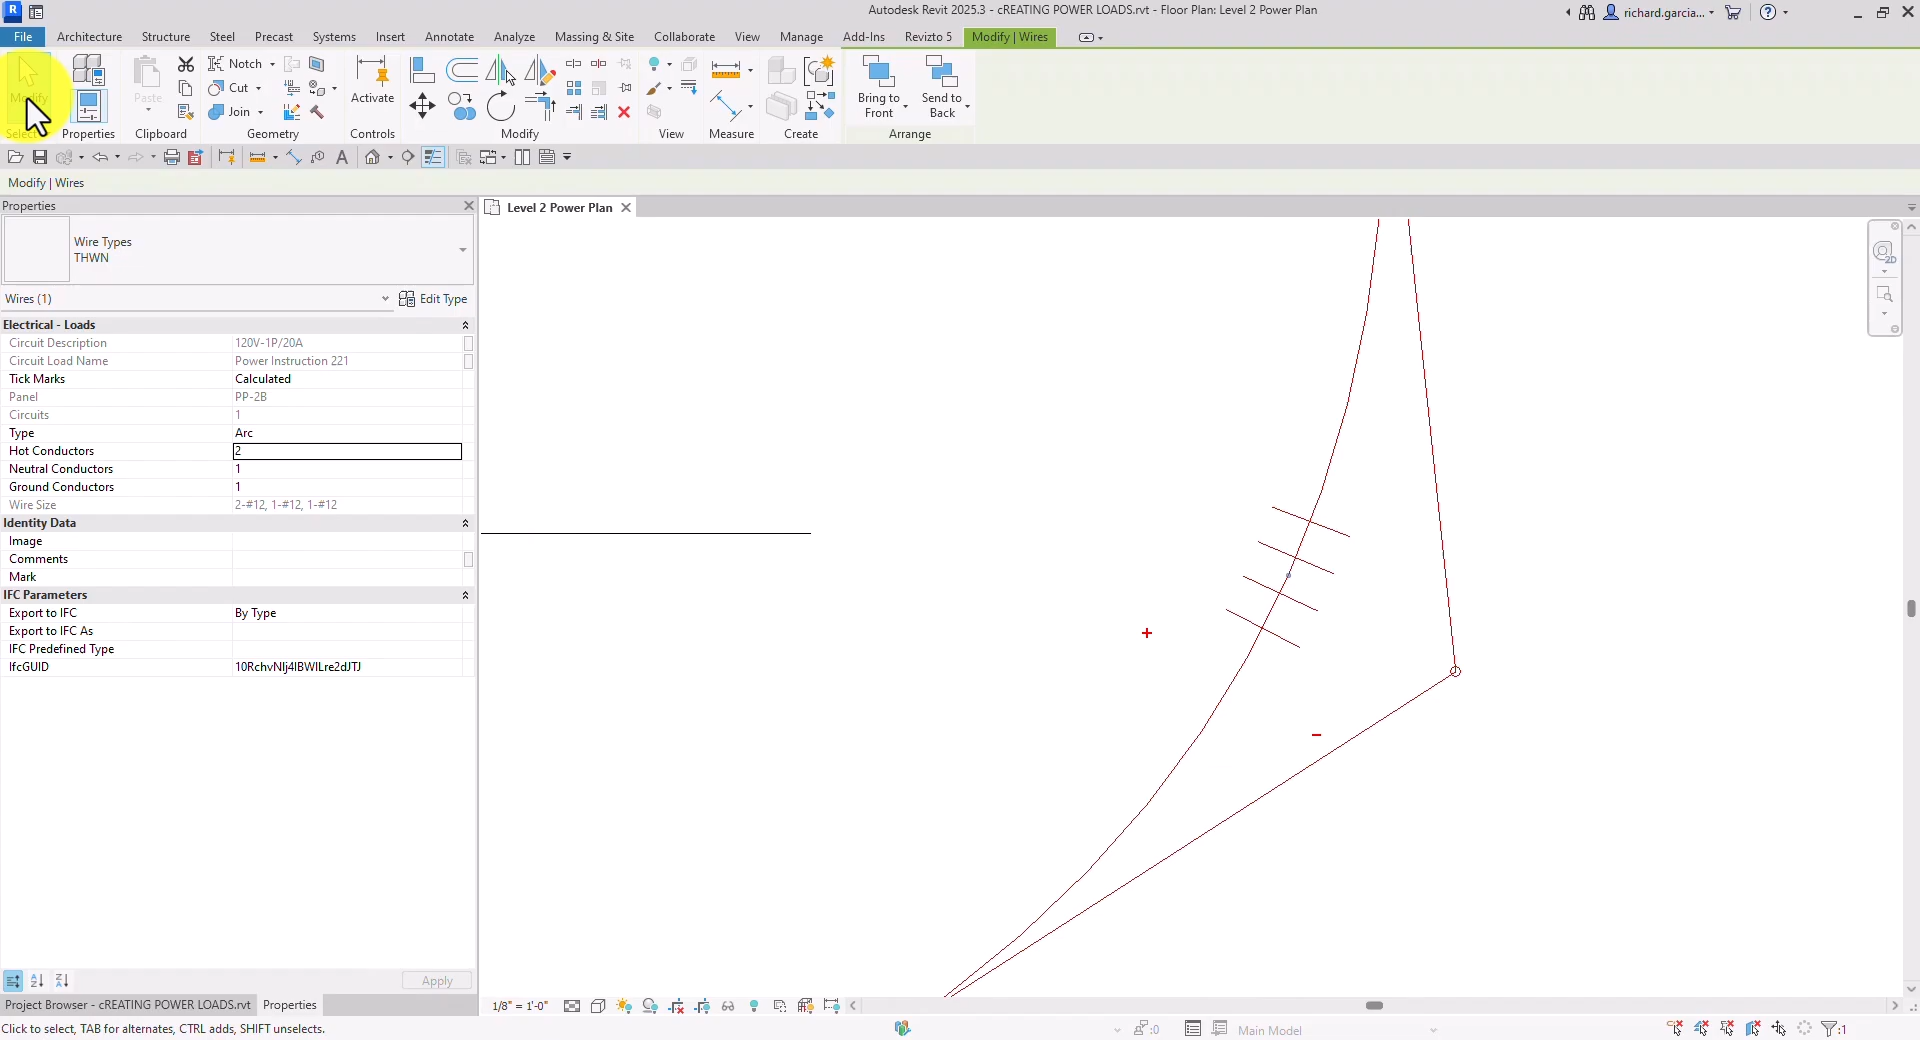 Autodesk Revit 2025.3 - cREATING POWER LOADS.rvt - Floor Plan: Level 2 Power Plan
richard.garcia...
File Architecture Structure Steel Precast Systems Insert Annotate Analyze Massing & Site Collaborate View Manage Add-Ins Revizto 5 Modify | Wires
Modify Paste Notch Cut Join Activate Bring to Front Send to Back
Select Properties Clipboard Geometry Controls Modify View Measure Create Arrange
Modify | Wires
Properties
Level 2 Power Plan
Wire Types
THWN
Wires (1) Edit Type
Electrical - Loads
Circuit Description 120V-1P/20A
Circuit Load Name Power Instruction 221
Tick Marks Calculated
Panel PP-2B
Circuits 1
Type Arc
Hot Conductors 2
Neutral Conductors 1
Ground Conductors 1
Wire Size 2-#12, 1-#12, 1-#12
Identity Data
Image
Comments
Mark
IFC Parameters
Export to IFC By Type
Export to IFC As
IFC Predefined Type
IfcGUID
2D
Apply
Project Browser - cREATING POWER LOADS.rvt Properties
1/8" = 1'-0"
Click to select, TAB for alternates, CTRL adds, SHIFT unselects.
:0
Main Model
:1